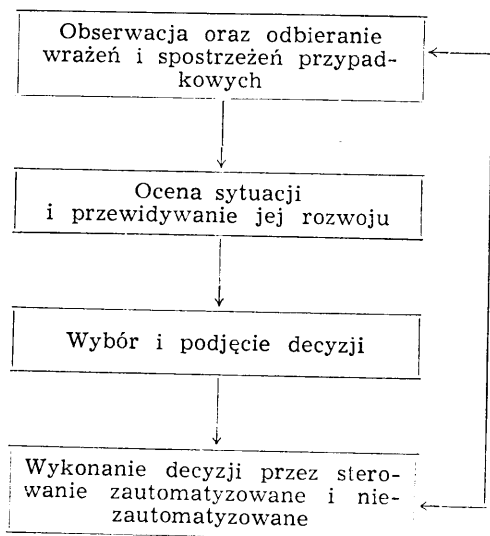 Obserwacja oraz odbieranie
wrażeń i spostrzeżeń przypad-
kowych
Ocena sytuacji
i przewidywanie jej rozwoju
Wybór i podjęcie decyzji
Wykonanie decyzji przez stero-
wanie zautomatyzowane i nie-
zautomatyzowane